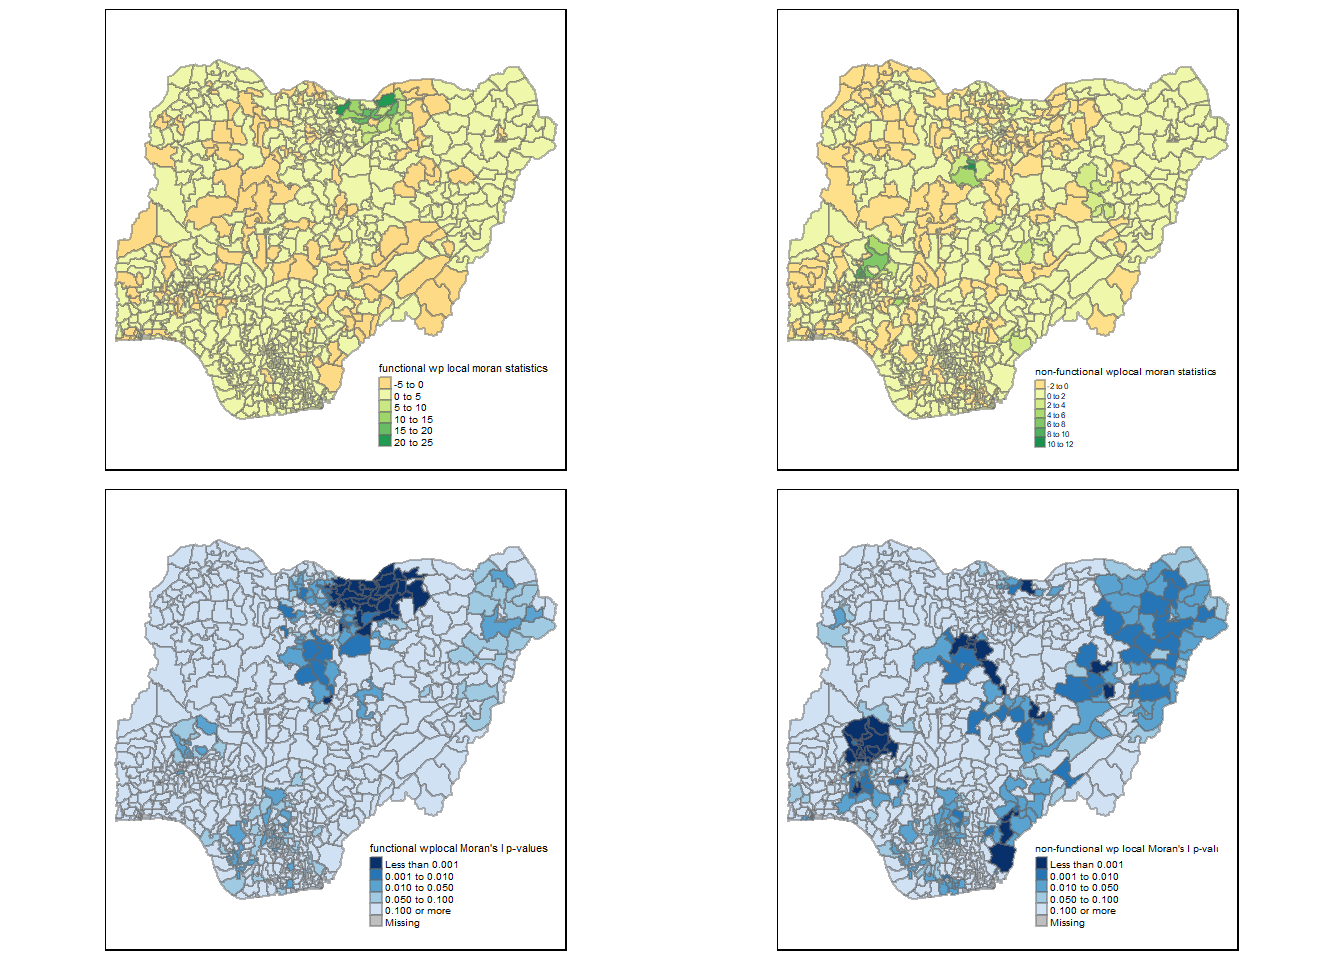 functional wp local moran statistics
-5 to 0
0 to 5
5 to 10
10 to 15
15 to 20
20 to 25
non-functional wplocal moran statistics
-2 to 0
0 to 2
2 to 4
4 to 6
6 to 8
8 to 10
10 to 12
functional wplocal Moran's I p-values
Less than 0.001
0.001 to 0.010
0.010 to 0.050
0.050 to 0.100
0.100 or more
Missing
non-functional wp local Moran's I p-valu
Less than 0.001
0.001 to 0.010
0.010 to 0.050
0.050 to 0.100
0.100 or more
Missing